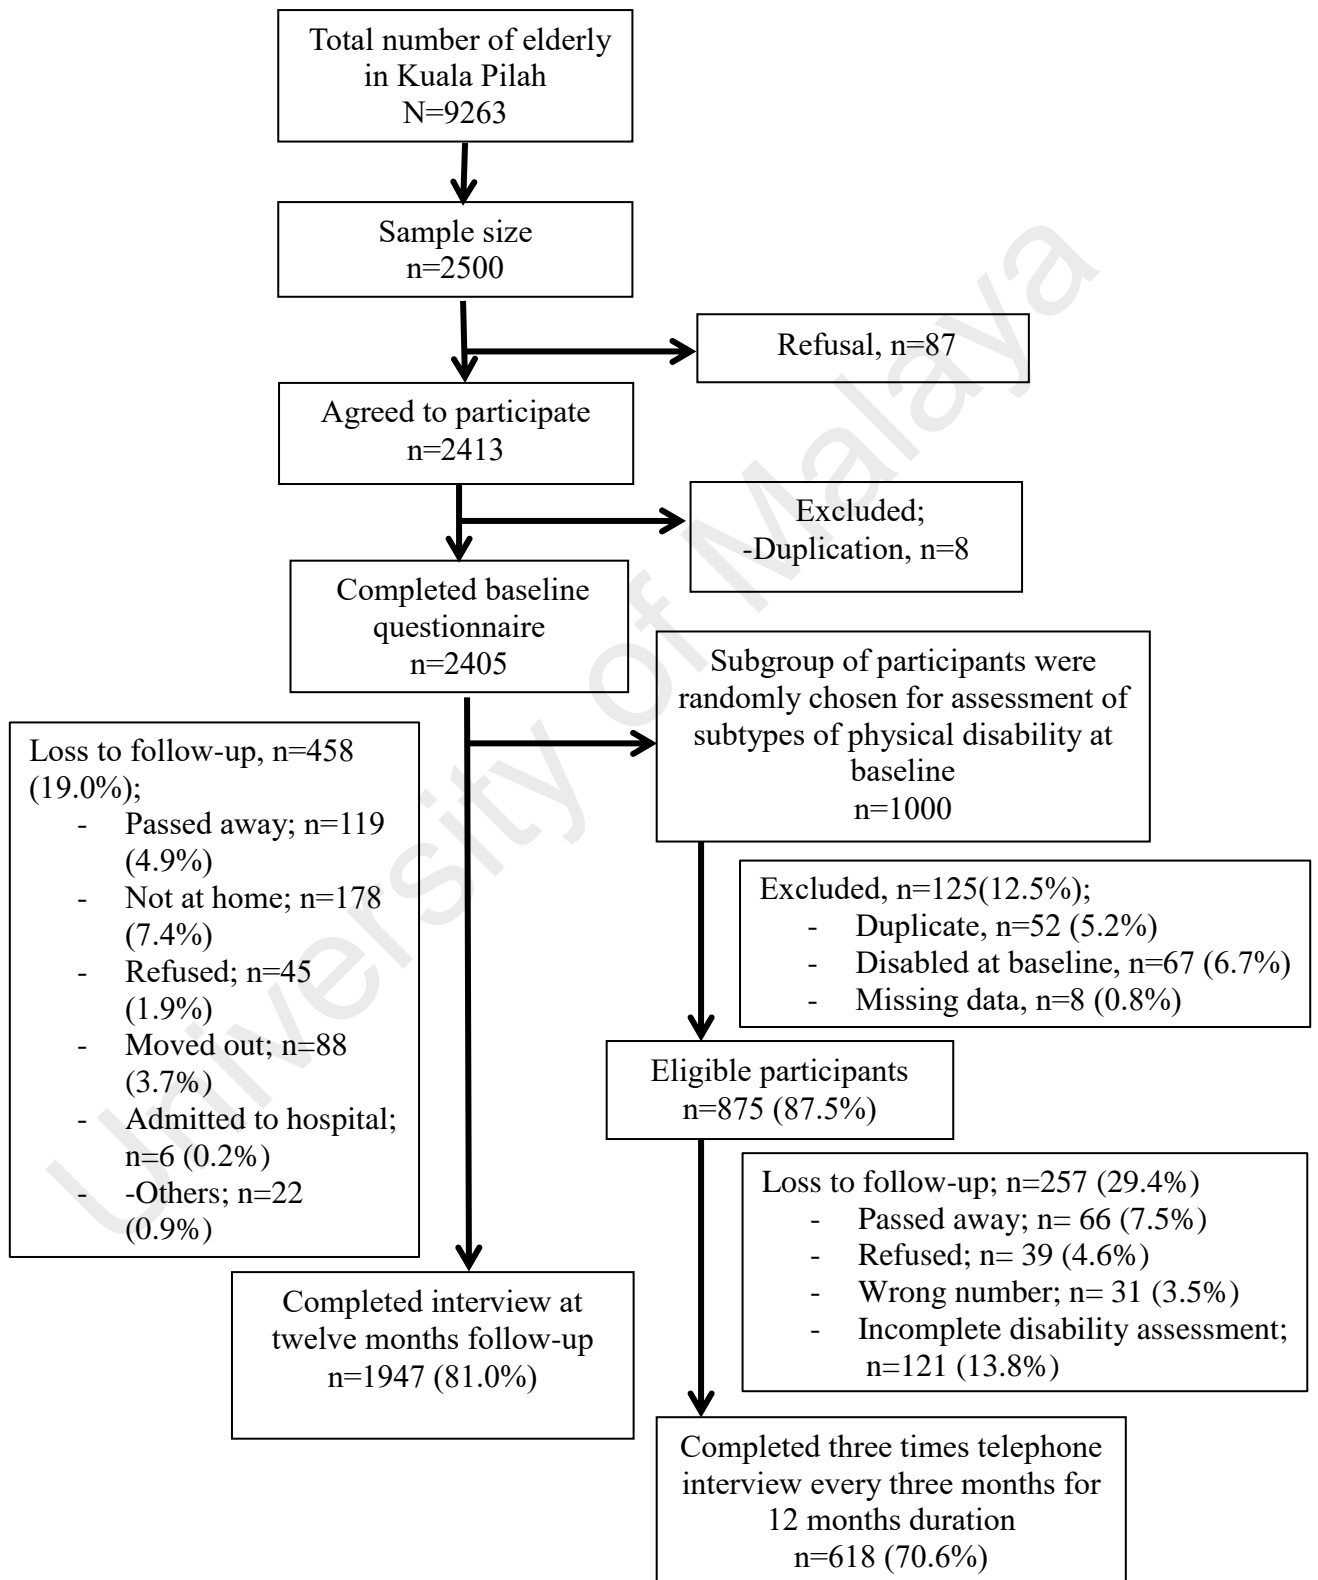 Total number of elderly
in Kuala Pilah
N=9263
Sample size
n=2500
Refusal, n=87
Agreed to participate
n=2413
Excluded;
-Duplication, n=8
Completed baseline
questionnaire
n=2405
Subgroup of participants were
randomly chosen for assessment of
subtypes of physical disability at
baseline
n=1000
Loss to follow-up, n=458
(19.0%);
- Passed away; n=119
(4.9%)
- Not at home; n=178
(7.4%)
- Refused; n=45
(1.9%)
- Moved out; n=88
(3.7%)
- Admitted to hospital;
n=6 (0.2%)
- -Others; n=22
(0.9%)
Excluded, n=125(12.5%);
- Duplicate, n=52 (5.2%)
- Disabled at baseline, n=67 (6.7%)
- Missing data, n=8 (0.8%)
Eligible participants
n=875 (87.5%)
Loss to follow-up; n=257 (29.4%)
- Passed away; n= 66 (7.5%)
- Refused; n= 39 (4.6%)
- Wrong number; n= 31 (3.5%)
- Incomplete disability assessment;
n=121 (13.8%)
Completed interview at
twelve months follow-up
n=1947 (81.0%)
Completed three times telephone
interview every three months for
12 months duration
n=618 (70.6%)
University of Malaya